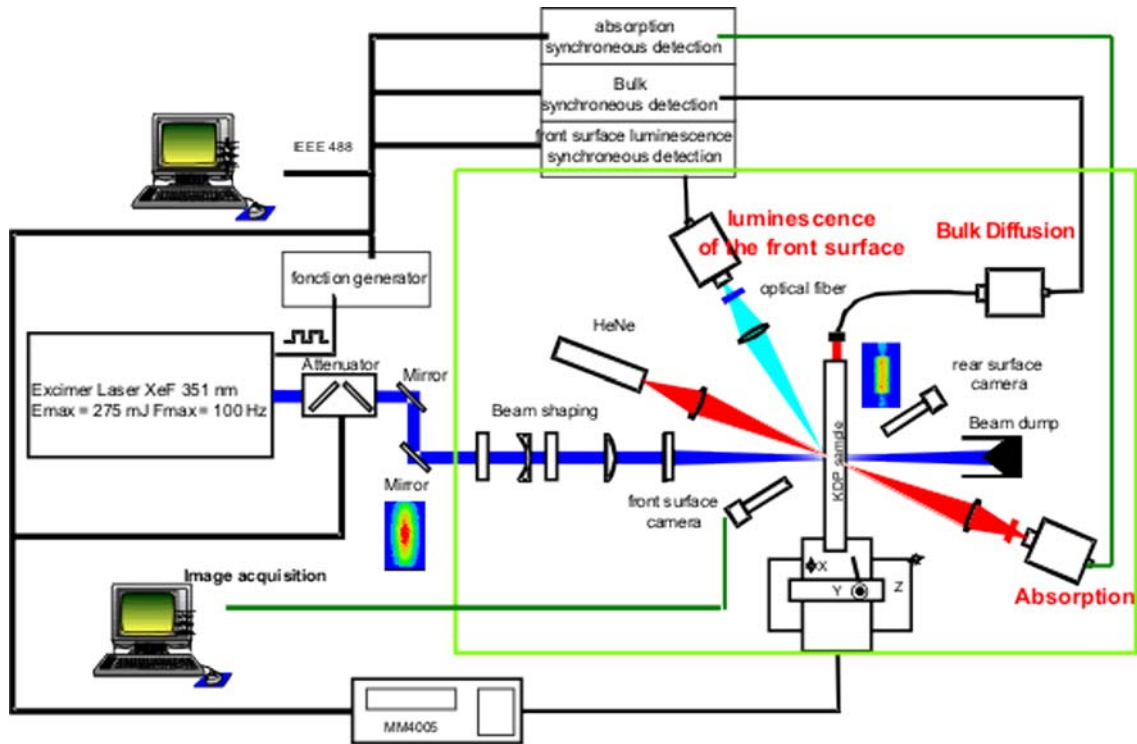 absorption
synchroneous detection
Bulk
synchroneous detection
front surface luminescence
synchroneous detection
IEEE 488
luminescence
of the front surface
Bulk Diffusion
fonction generator
optical fiber
HeNe
Excimer Laser XeF 351 nm
Emax = 275 mJ Fmax = 100 Hz
Attenuator
Mirror
rear surface
camera
Beam shaping
Beam dump
KDP sample
Mirror
front surface
camera
Image acquisition
X
Y
Z
Absorption
MM4005